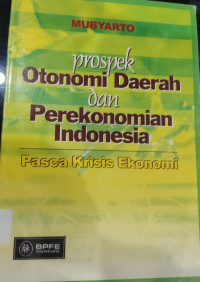 MUBYARTO
prospek
Otonomi Daerah
dan
Perekonomian
Indonesia
Pasca Krisis Ekonomi
BPFE